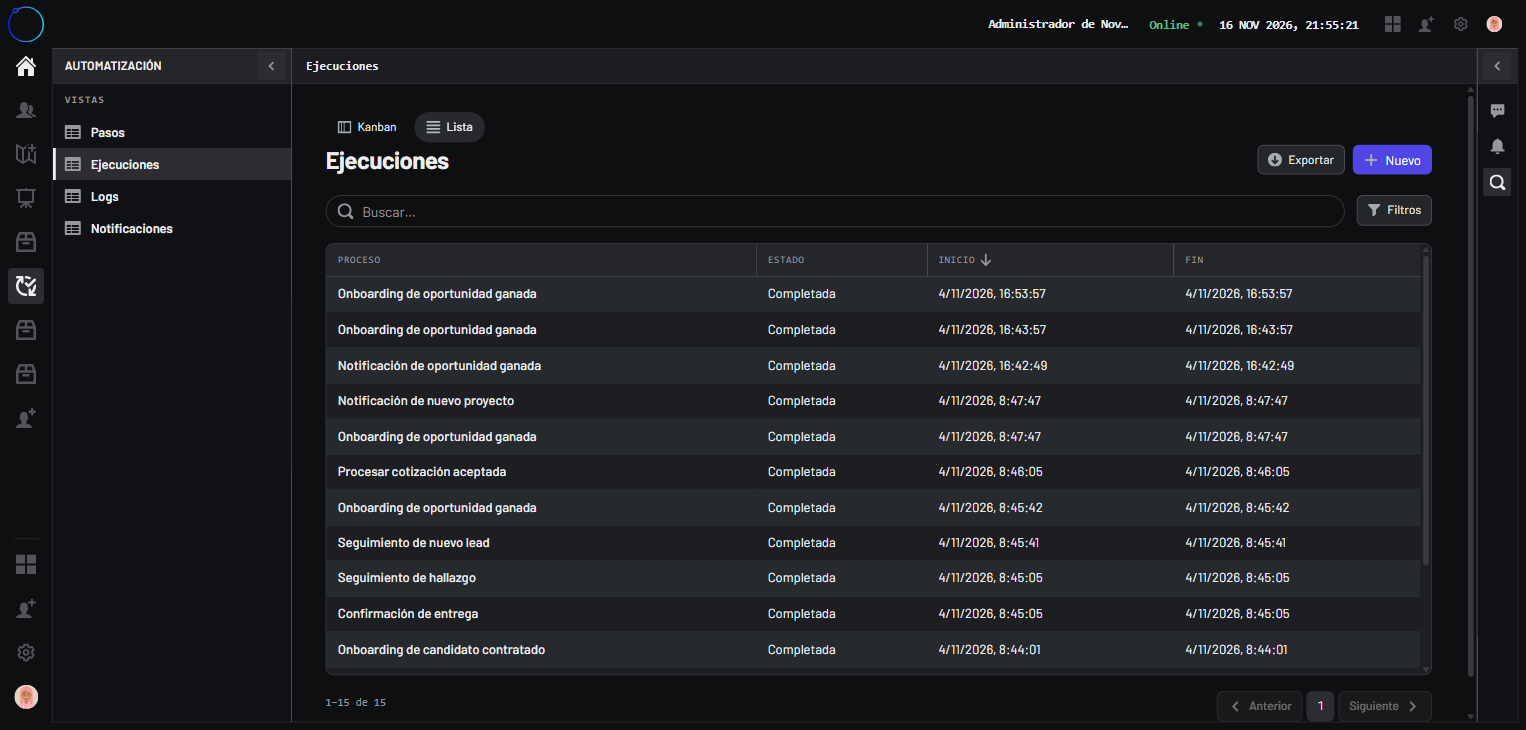 Administrador de Nov… Online 16 NOV 2026, 21:55:21
AUTOMATIZACIÓN
Ejecuciones
VISTAS
Pasos
Ejecuciones
Logs
Notificaciones
Kanban Lista
Ejecuciones
Exportar Nuevo
Buscar...
Filtros
PROCESO ESTADO INICIO FIN
Onboarding de oportunidad ganada Completada 4/11/2026, 16:53:57 4/11/2026, 16:53:57
Onboarding de oportunidad ganada Completada 4/11/2026, 16:43:57 4/11/2026, 16:43:57
Notificación de oportunidad ganada Completada 4/11/2026, 16:42:49 4/11/2026, 16:42:49
Notificación de nuevo proyecto Completada 4/11/2026, 8:47:47 4/11/2026, 8:47:47
Onboarding de oportunidad ganada Completada 4/11/2026, 8:47:47 4/11/2026, 8:47:47
Procesar cotización aceptada Completada 4/11/2026, 8:46:05 4/11/2026, 8:46:05
Onboarding de oportunidad ganada Completada 4/11/2026, 8:45:42 4/11/2026, 8:45:42
Seguimiento de nuevo lead Completada 4/11/2026, 8:45:41 4/11/2026, 8:45:41
Seguimiento de hallazgo Completada 4/11/2026, 8:45:05 4/11/2026, 8:45:05
Confirmación de entrega Completada 4/11/2026, 8:45:05 4/11/2026, 8:45:05
Onboarding de candidato contratado Completada 4/11/2026, 8:44:01 4/11/2026, 8:44:01
1–15 de 15
Anterior 1 Siguiente